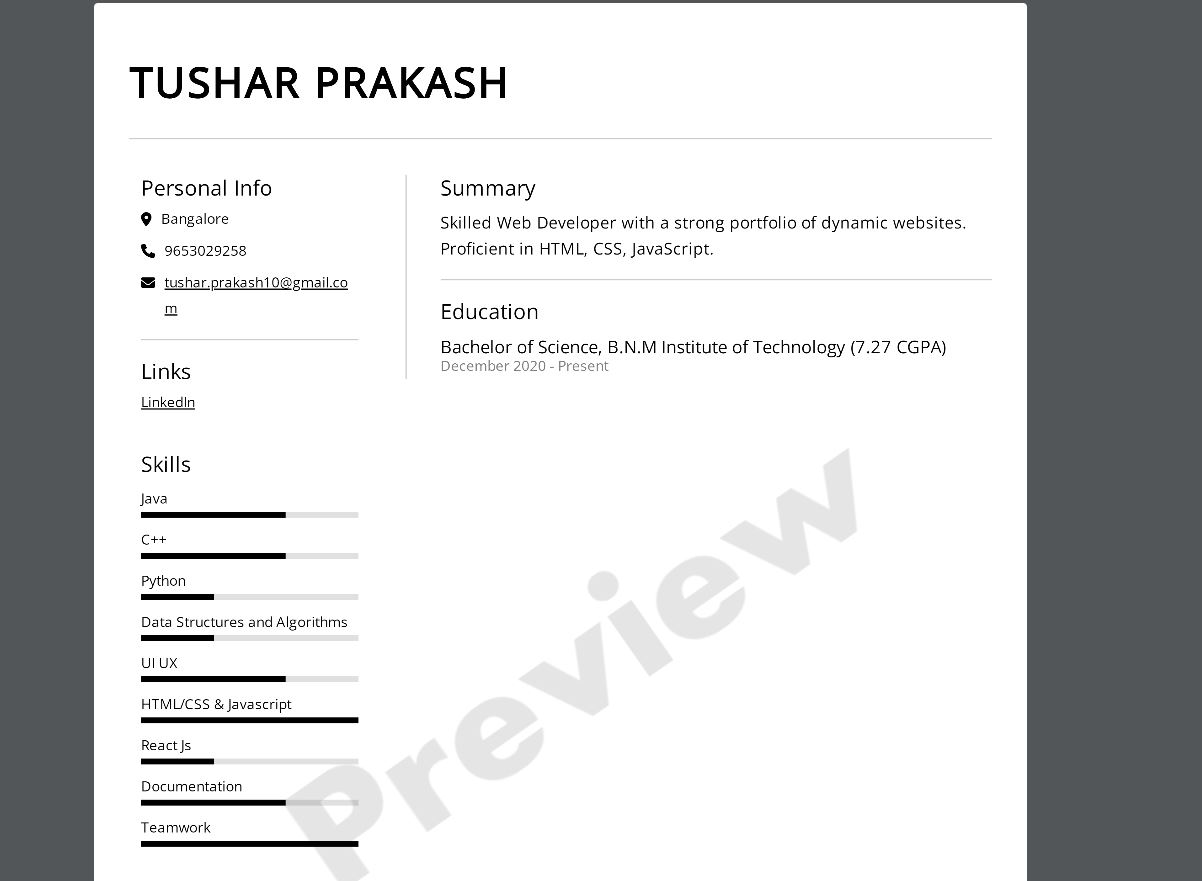 TUSHAR PRAKASH
Personal Info
Bangalore
9653029258
tushar.prakash10@gmail.co
m
Links
LinkedIn
Skills
Java
C++
Python
Data Structures and Algorithms
UI UX
HTML/CSS & Javascript
React Js
Documentation
Teamwork
Summary
Skilled Web Developer with a strong portfolio of dynamic websites.
Proficient in HTML, CSS, JavaScript.
Education
Bachelor of Science, B.N.M Institute of Technology (7.27 CGPA)
December 2020 - Present
Preview